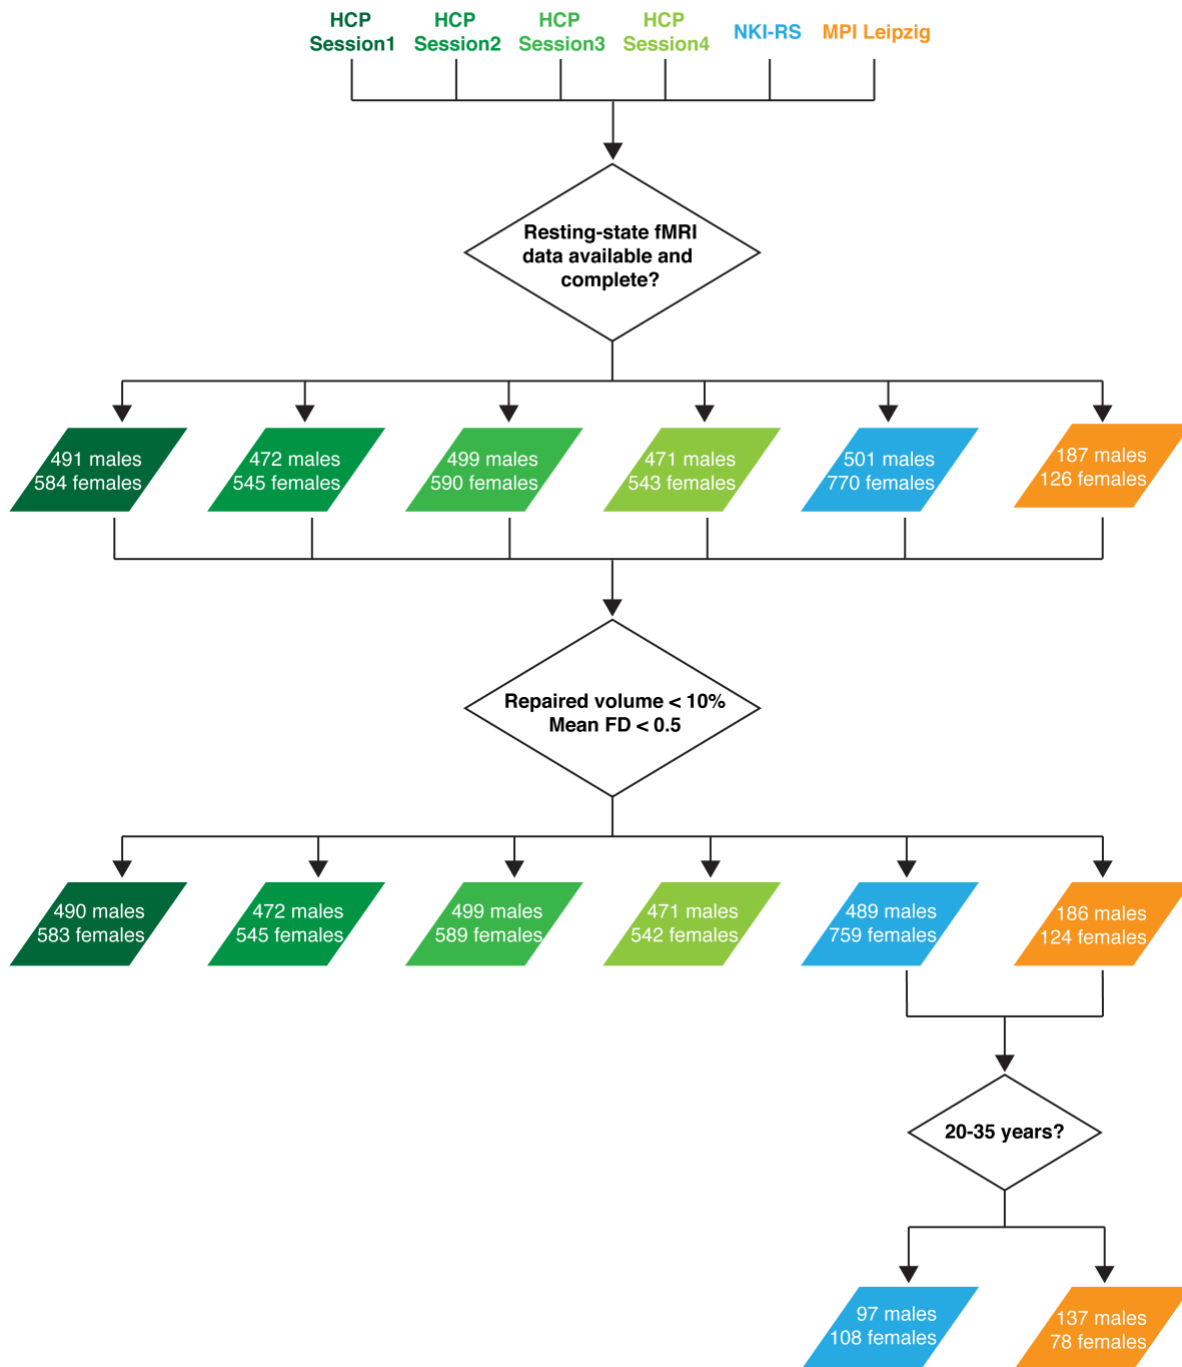 HCP
Session1
HCP
Session2
HCP
Session3
HCP
Session4
NKI-RS
MPI Leipzig
Resting-state fMRI
data available and
complete?
491 males
584 females
472 males
545 females
499 males
590 females
471 males
543 females
501 males
770 females
187 males
126 females
Repaired volume < 10%
Mean FD < 0.5
490 males
583 females
472 males
545 females
499 males
589 females
471 males
542 females
489 males
759 females
186 males
124 females
20-35 years?
97 males
108 females
137 males
78 females